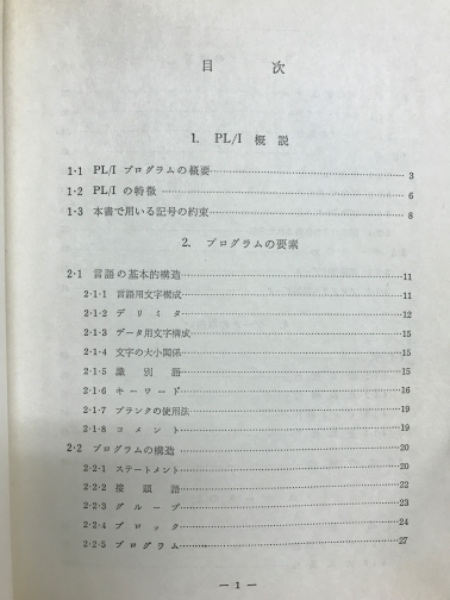 目 次
1. PL/I 概説
1・1 PL/I プログラムの概要 3
1・2 PL/I の特徴 6
1・3 本書で用いる記号の約束 8
2. プログラムの要素
2・1 言語の基本的構造 11
2・1・1 言語用文字構成 11
2・1・2 デリミタ 12
2・1・3 データ用文字構成 15
2・1・4 文字の大小関係 15
2・1・5 識別語 15
2・1・6 キーワード 16
2・1・7 ブランクの使用法 19
2・1・8 コメント 19
2・2 プログラムの構造 20
2・2・1 ステートメント 20
2・2・2 接頭語 22
2・2・3 グループ 23
2・2・4 ブロック 24
2・2・5 プログラム 27
— 1 —